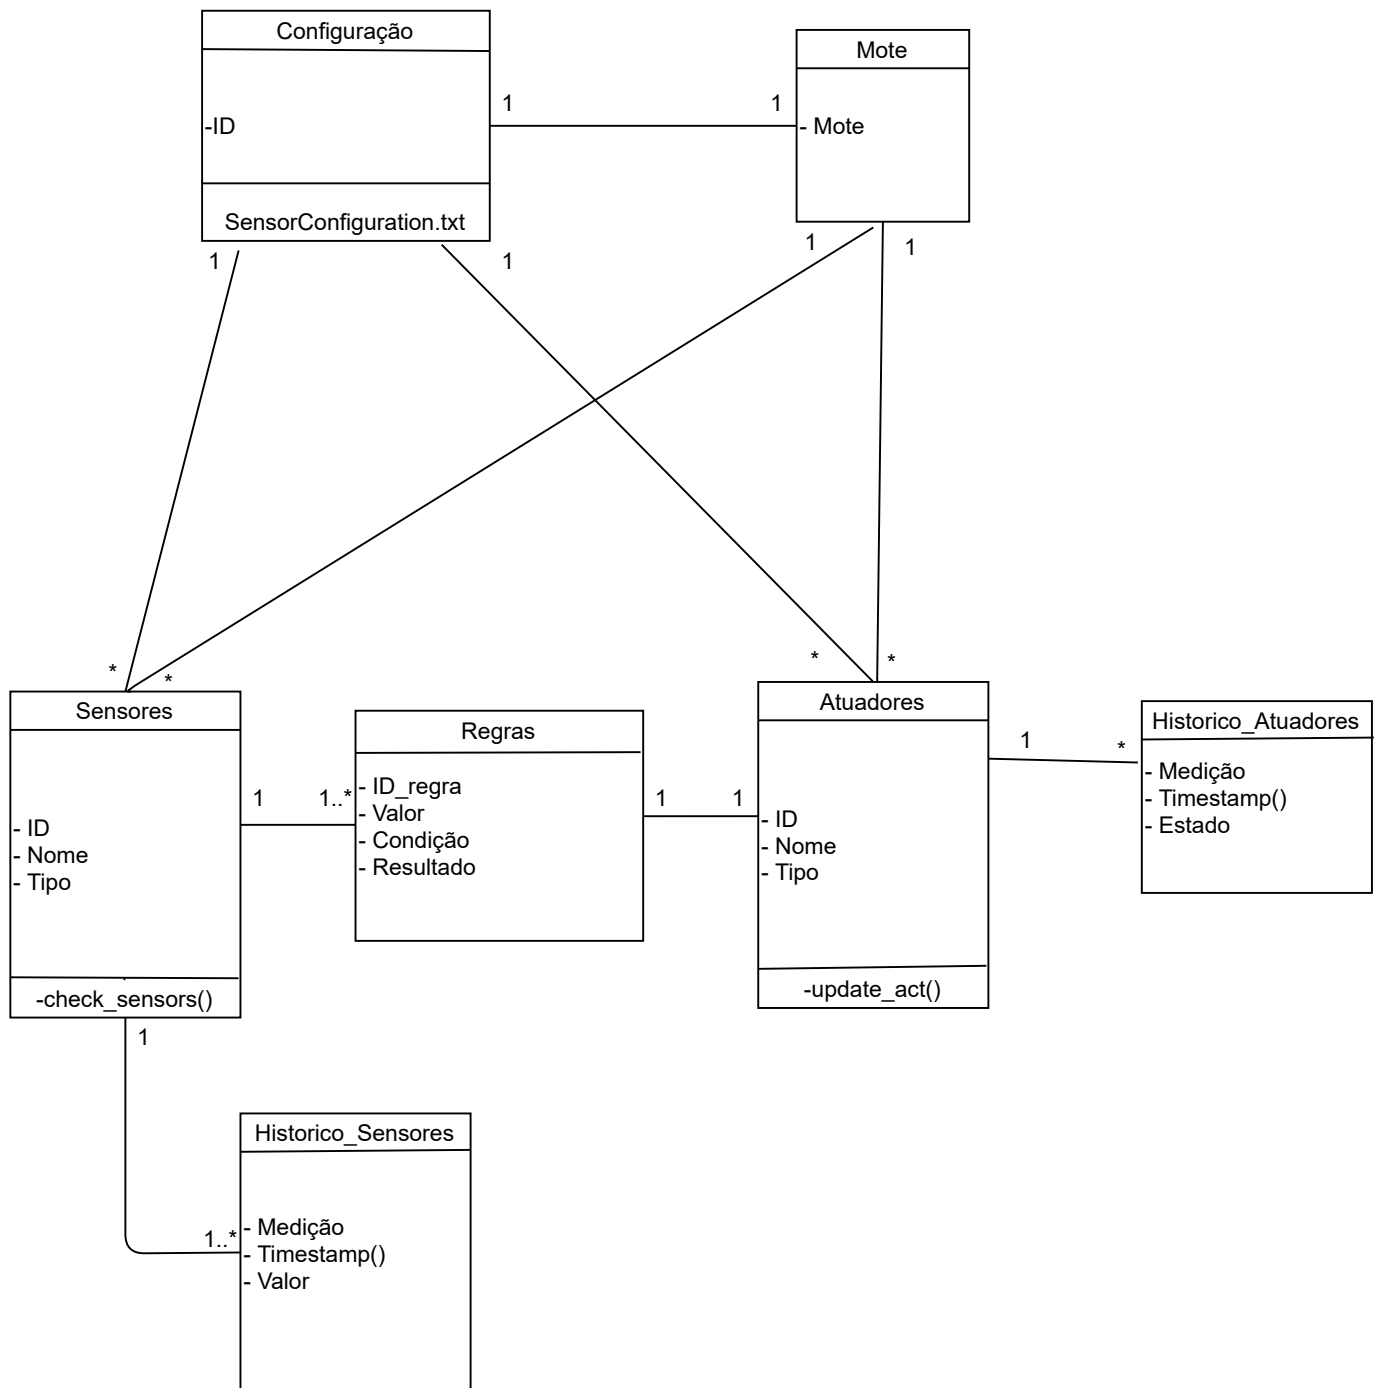 Configuração
-ID
SensorConfiguration.txt
Mote
- Mote
1
1
1
1
1
1
*
*
*
*
Sensores
- ID
- Nome
- Tipo
-check_sensors()
1
1..*
Regras
- ID_regra
- Valor
- Condição
- Resultado
1
1
Atuadores
- ID
- Nome
- Tipo
-update_act()
1
*
Historico_Atuadores
- Medição
- Timestamp()
- Estado
1
1..*
Historico_Sensores
- Medição
- Timestamp()
- Valor